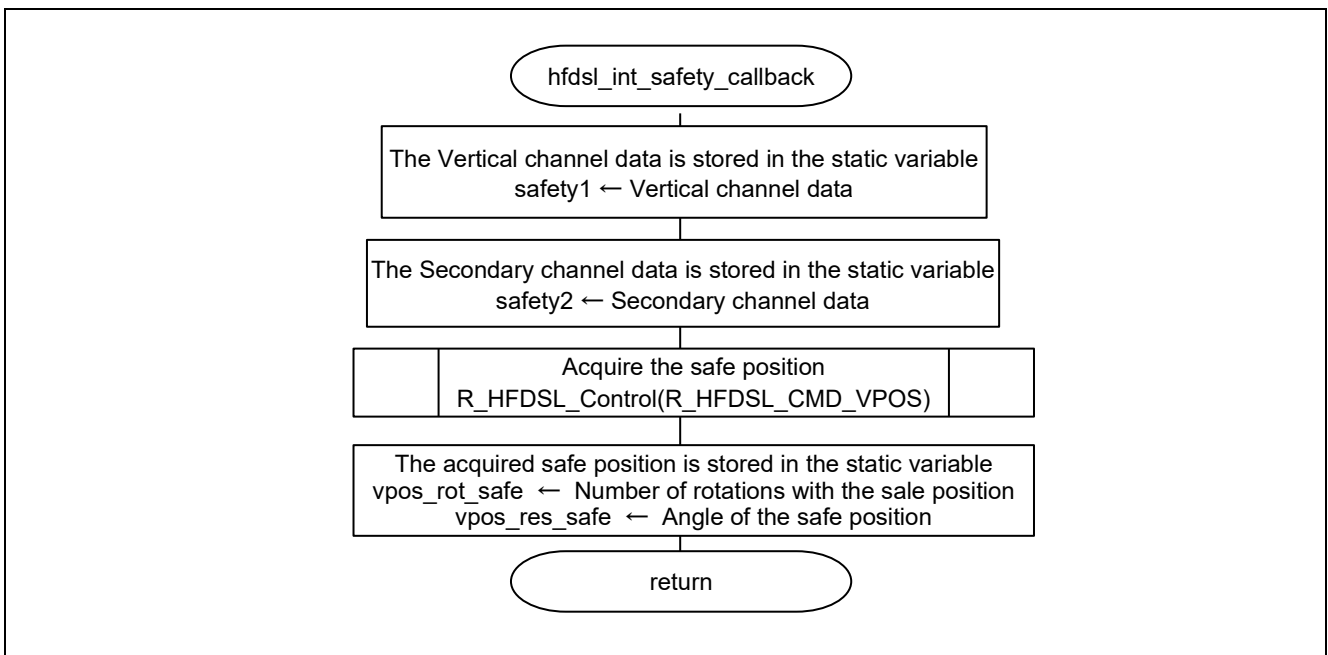 hfdsl_int_safety_callback
The Vertical channel data is stored in the static variable
safety1 ← Vertical channel data
The Secondary channel data is stored in the static variable
safety2 ← Secondary channel data
Acquire the safe position
R_HFDSL_Control(R_HFDSL_CMD_VPOS)
The acquired safe position is stored in the static variable
vpos_rot_safe ← Number of rotations with the sale position
vpos_res_safe ← Angle of the safe position
return